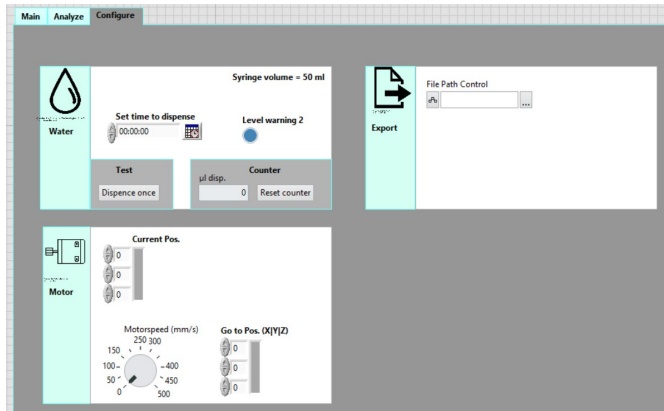 Main Analyze Configure
Syringe volume = 50 ml
Set time to dispense
Level warning 2
00:00:00
Water
Test
Dispence once
Counter
µl disp.
0
Reset counter
File Path Control
...
Export
Current Pos.
0
0
0
Motor
Motorspeed (mm/s)
0 50 100 150 250 300 400 450 500
Go to Pos. (X|Y|Z)
0
0
0